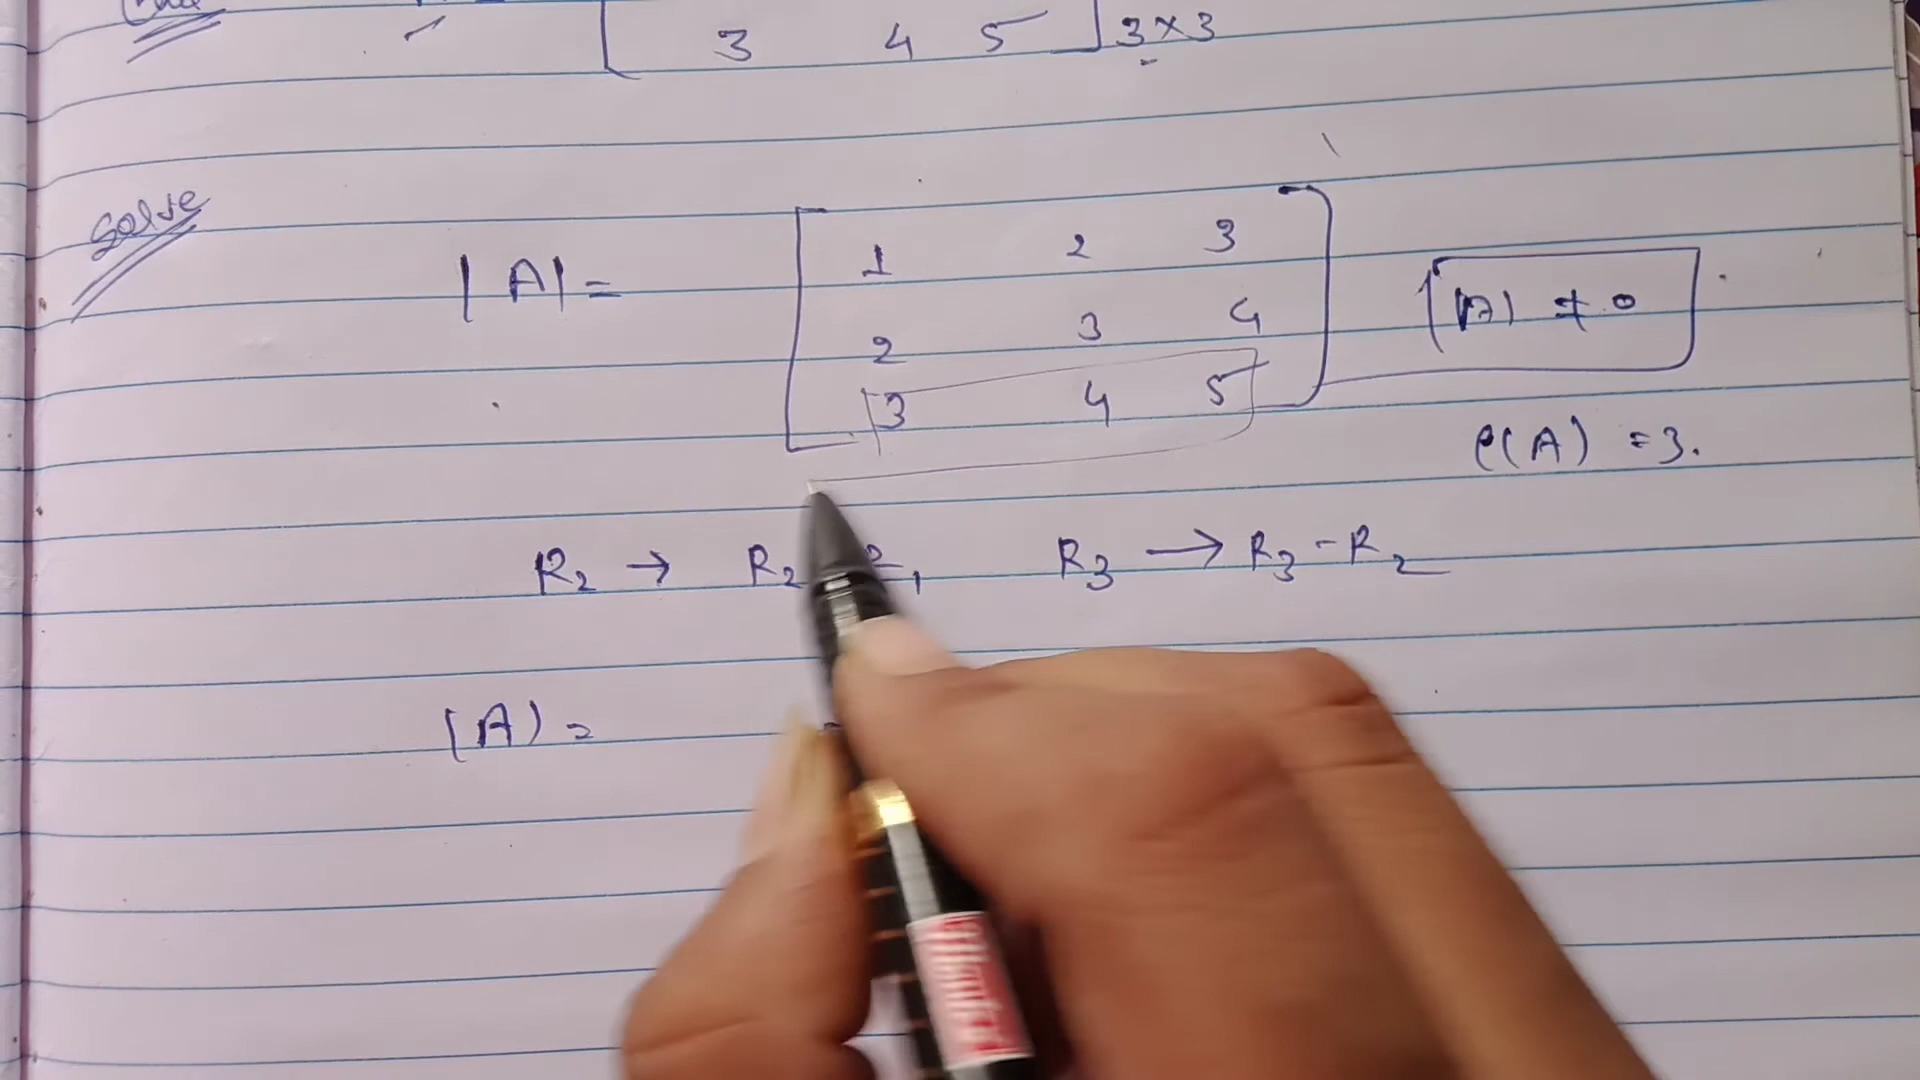 3 4 5 3×3
Solve
|A| =
1 2 3
2 3 4
3 4 5
|A| ≠ 0
ρ(A) = 3.
R₂ → R₂ R₁ R₃ → R₃ - R₂
|A| =